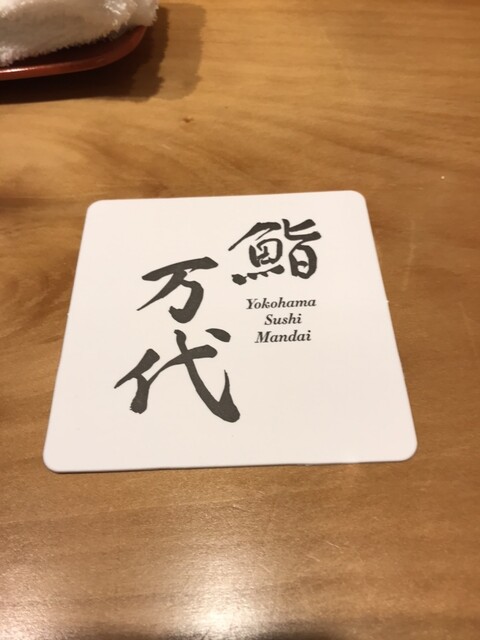 鮨
万代
Yokohama
Sushi
Mandai